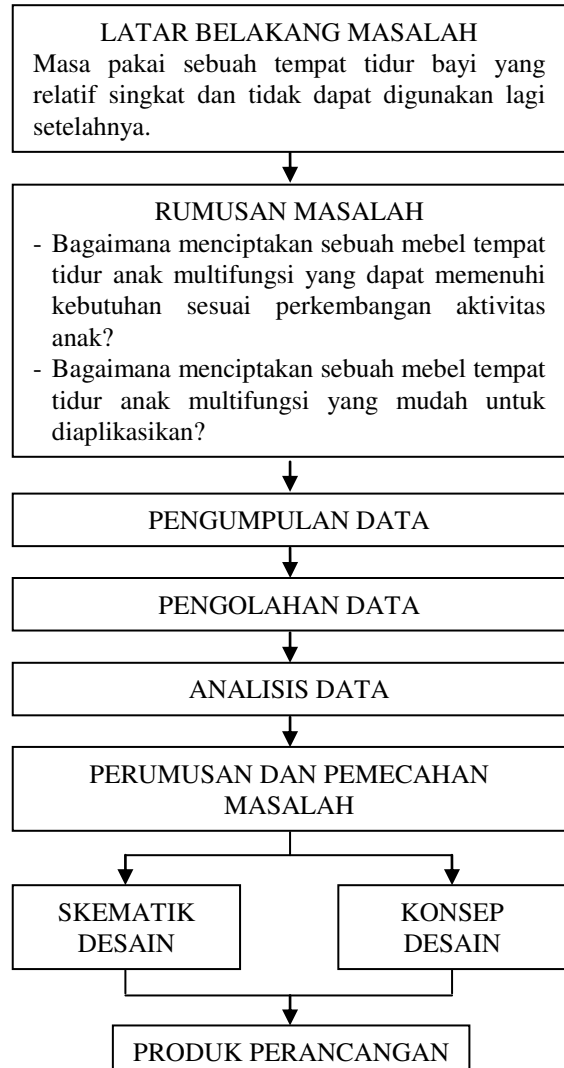 LATAR BELAKANG MASALAH
Masa pakai sebuah tempat tidur bayi yang
relatif singkat dan tidak dapat digunakan lagi
setelahnya.
RUMUSAN MASALAH
- Bagaimana menciptakan sebuah mebel tempat
tidur anak multifungsi yang dapat memenuhi
kebutuhan sesuai perkembangan aktivitas
anak?
- Bagaimana menciptakan sebuah mebel tempat
tidur anak multifungsi yang mudah untuk
diaplikasikan?
PENGUMPULAN DATA
PENGOLAHAN DATA
ANALISIS DATA
PERUMUSAN DAN PEMECAHAN
MASALAH
SKEMATIK
DESAIN
KONSEP
DESAIN
PRODUK PERANCANGAN